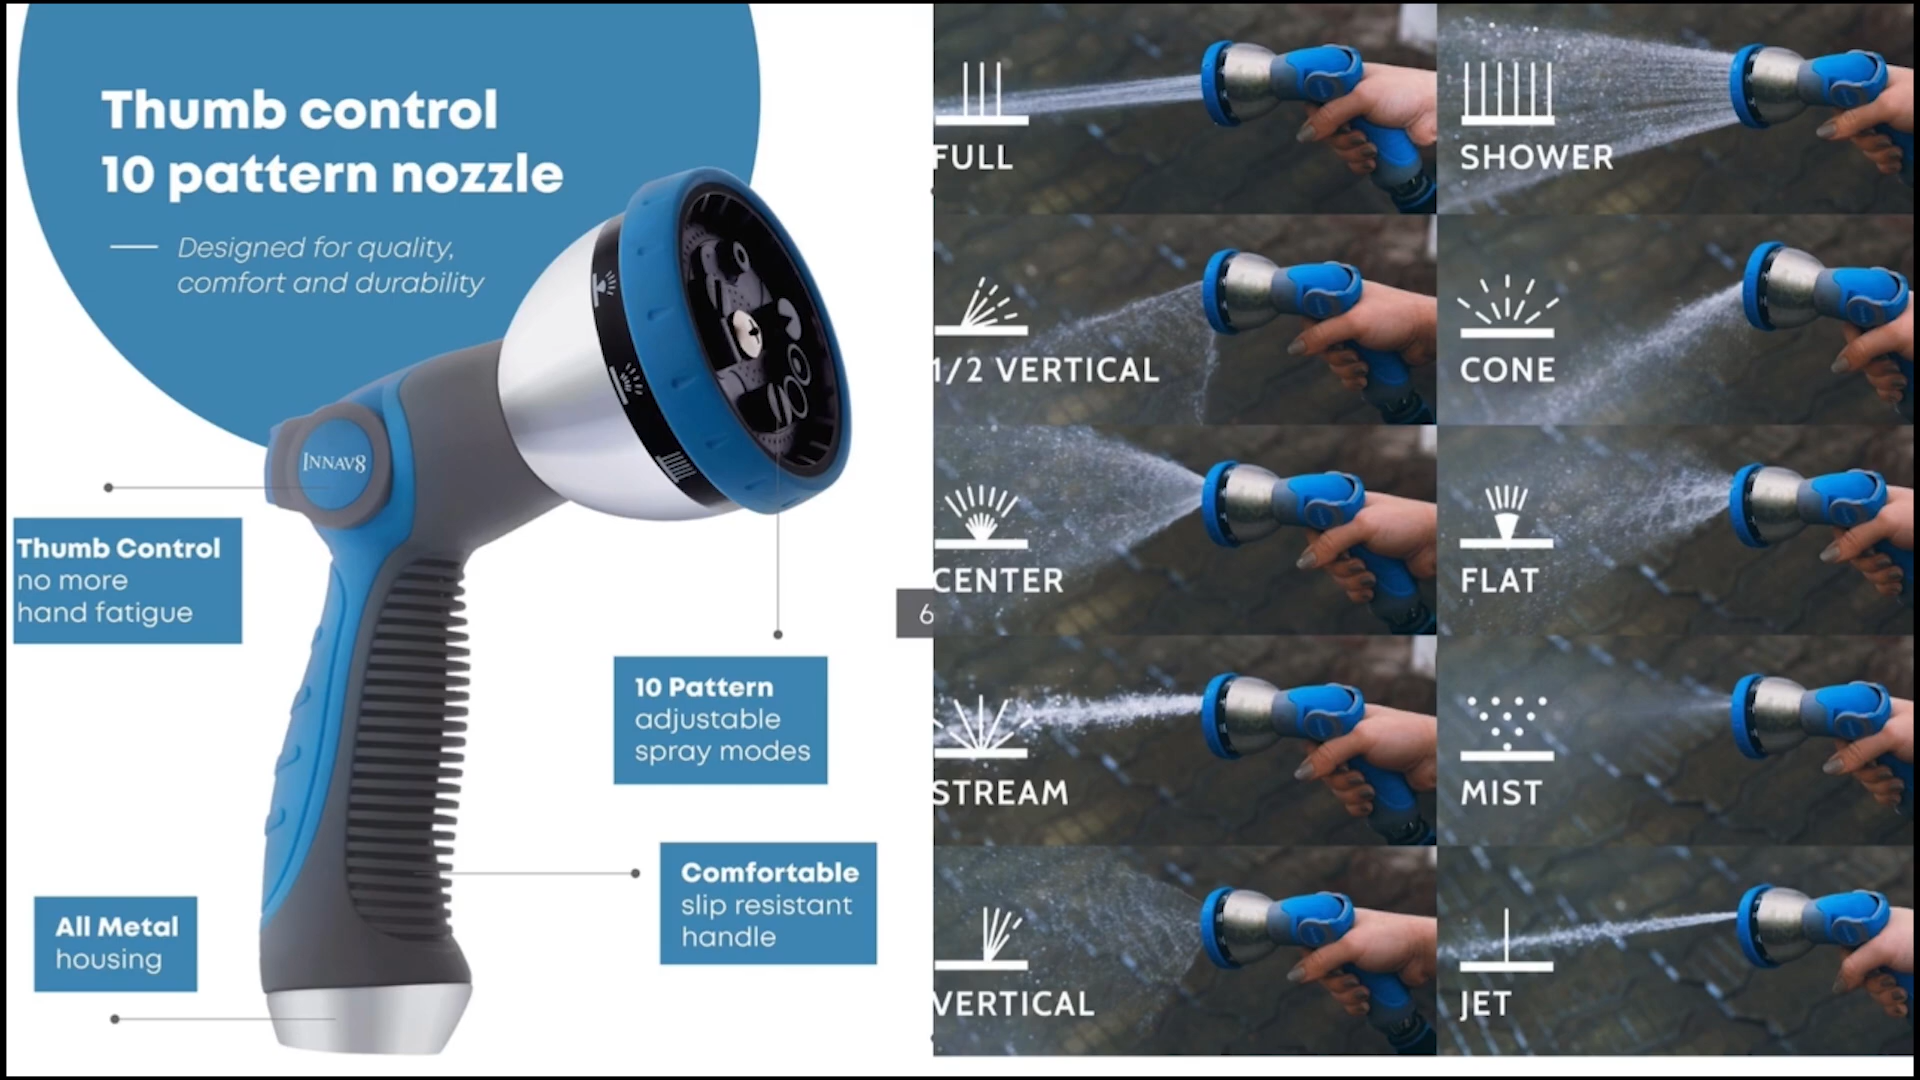 Thumb control
10 pattern nozzle
Designed for quality,
comfort and durability
INNAV8
Thumb Control
no more
hand fatigue
10 Pattern
adjustable
spray modes
Comfortable
slip resistant
handle
All Metal
housing
6
FULL
SHOWER
1/2 VERTICAL
CONE
CENTER
FLAT
STREAM
MIST
VERTICAL
JET